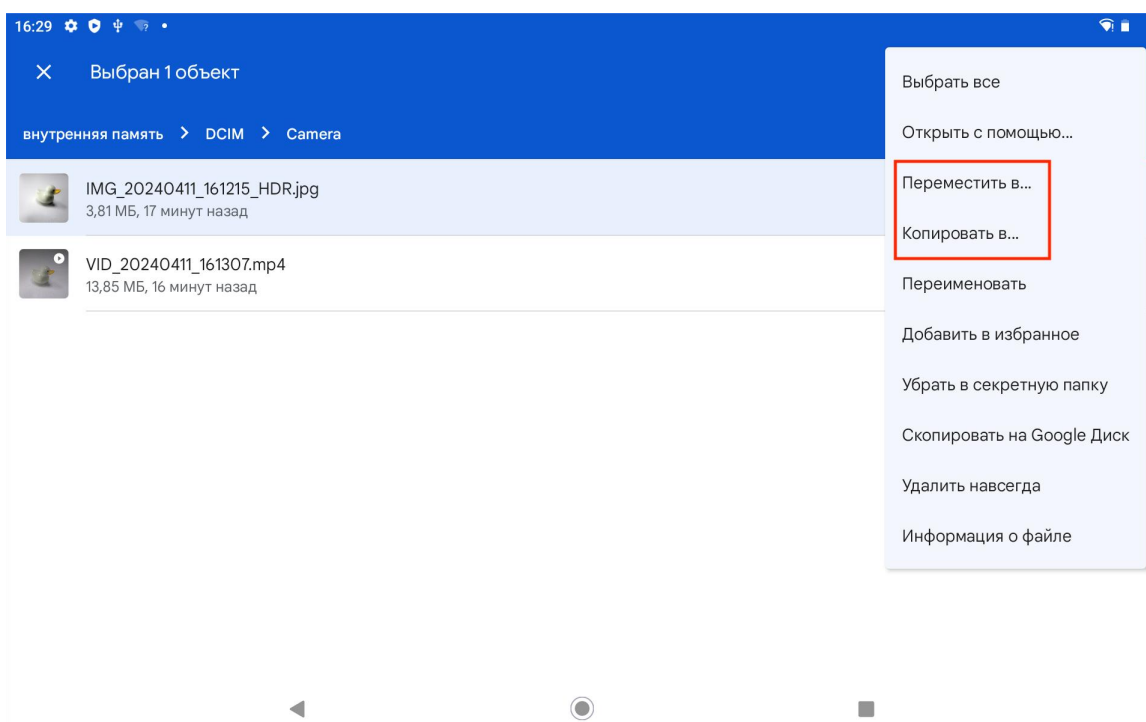 16:29
Выбран 1 объект
внутренняя память > DCIM > Camera
IMG_20240411_161215_HDR.jpg
3,81 МБ, 17 минут назад
VID_20240411_161307.mp4
13,85 МБ, 16 минут назад
Выбрать все
Открыть с помощью...
Переместить в...
Копировать в...
Переименовать
Добавить в избранное
Убрать в секретную папку
Скопировать на Google Диск
Удалить навсегда
Информация о файле